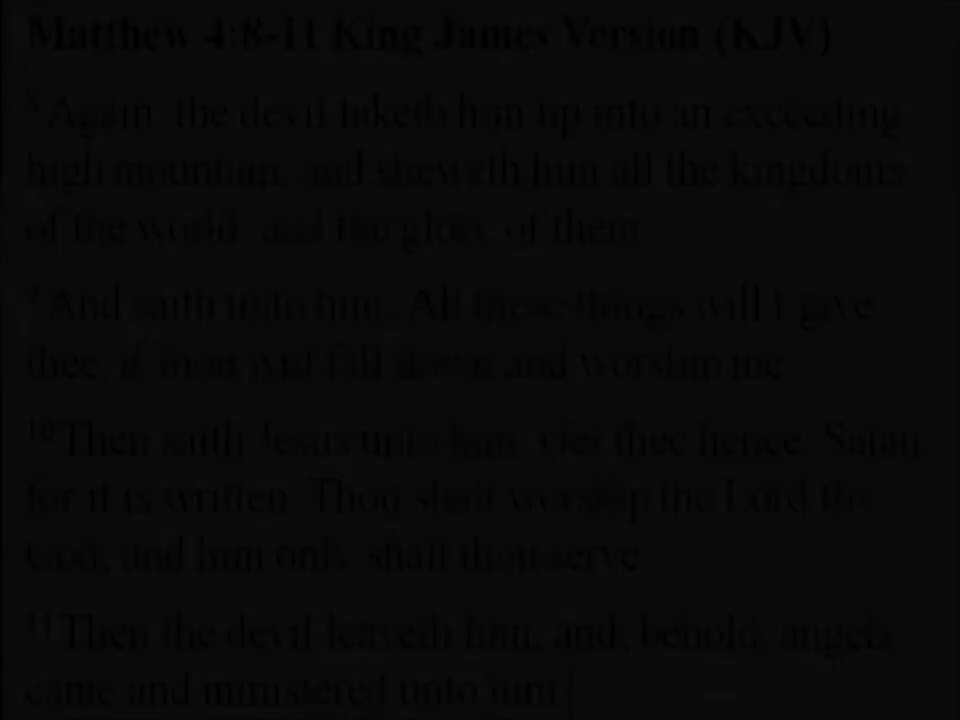 Matthew 4:8-11 King James Version (KJV)
8 Again, the devil taketh him up into an exceeding
high mountain, and sheweth him all the kingdoms
of the world, and the glory of them;
9 And saith unto him, All these things will I give
thee, if thou wilt fall down and worship me.
10 Then saith Jesus unto him, Get thee hence, Satan:
for it is written, Thou shalt worship the Lord thy
God, and him only shalt thou serve.
11 Then the devil leaveth him, and, behold, angels
came and ministered unto him.